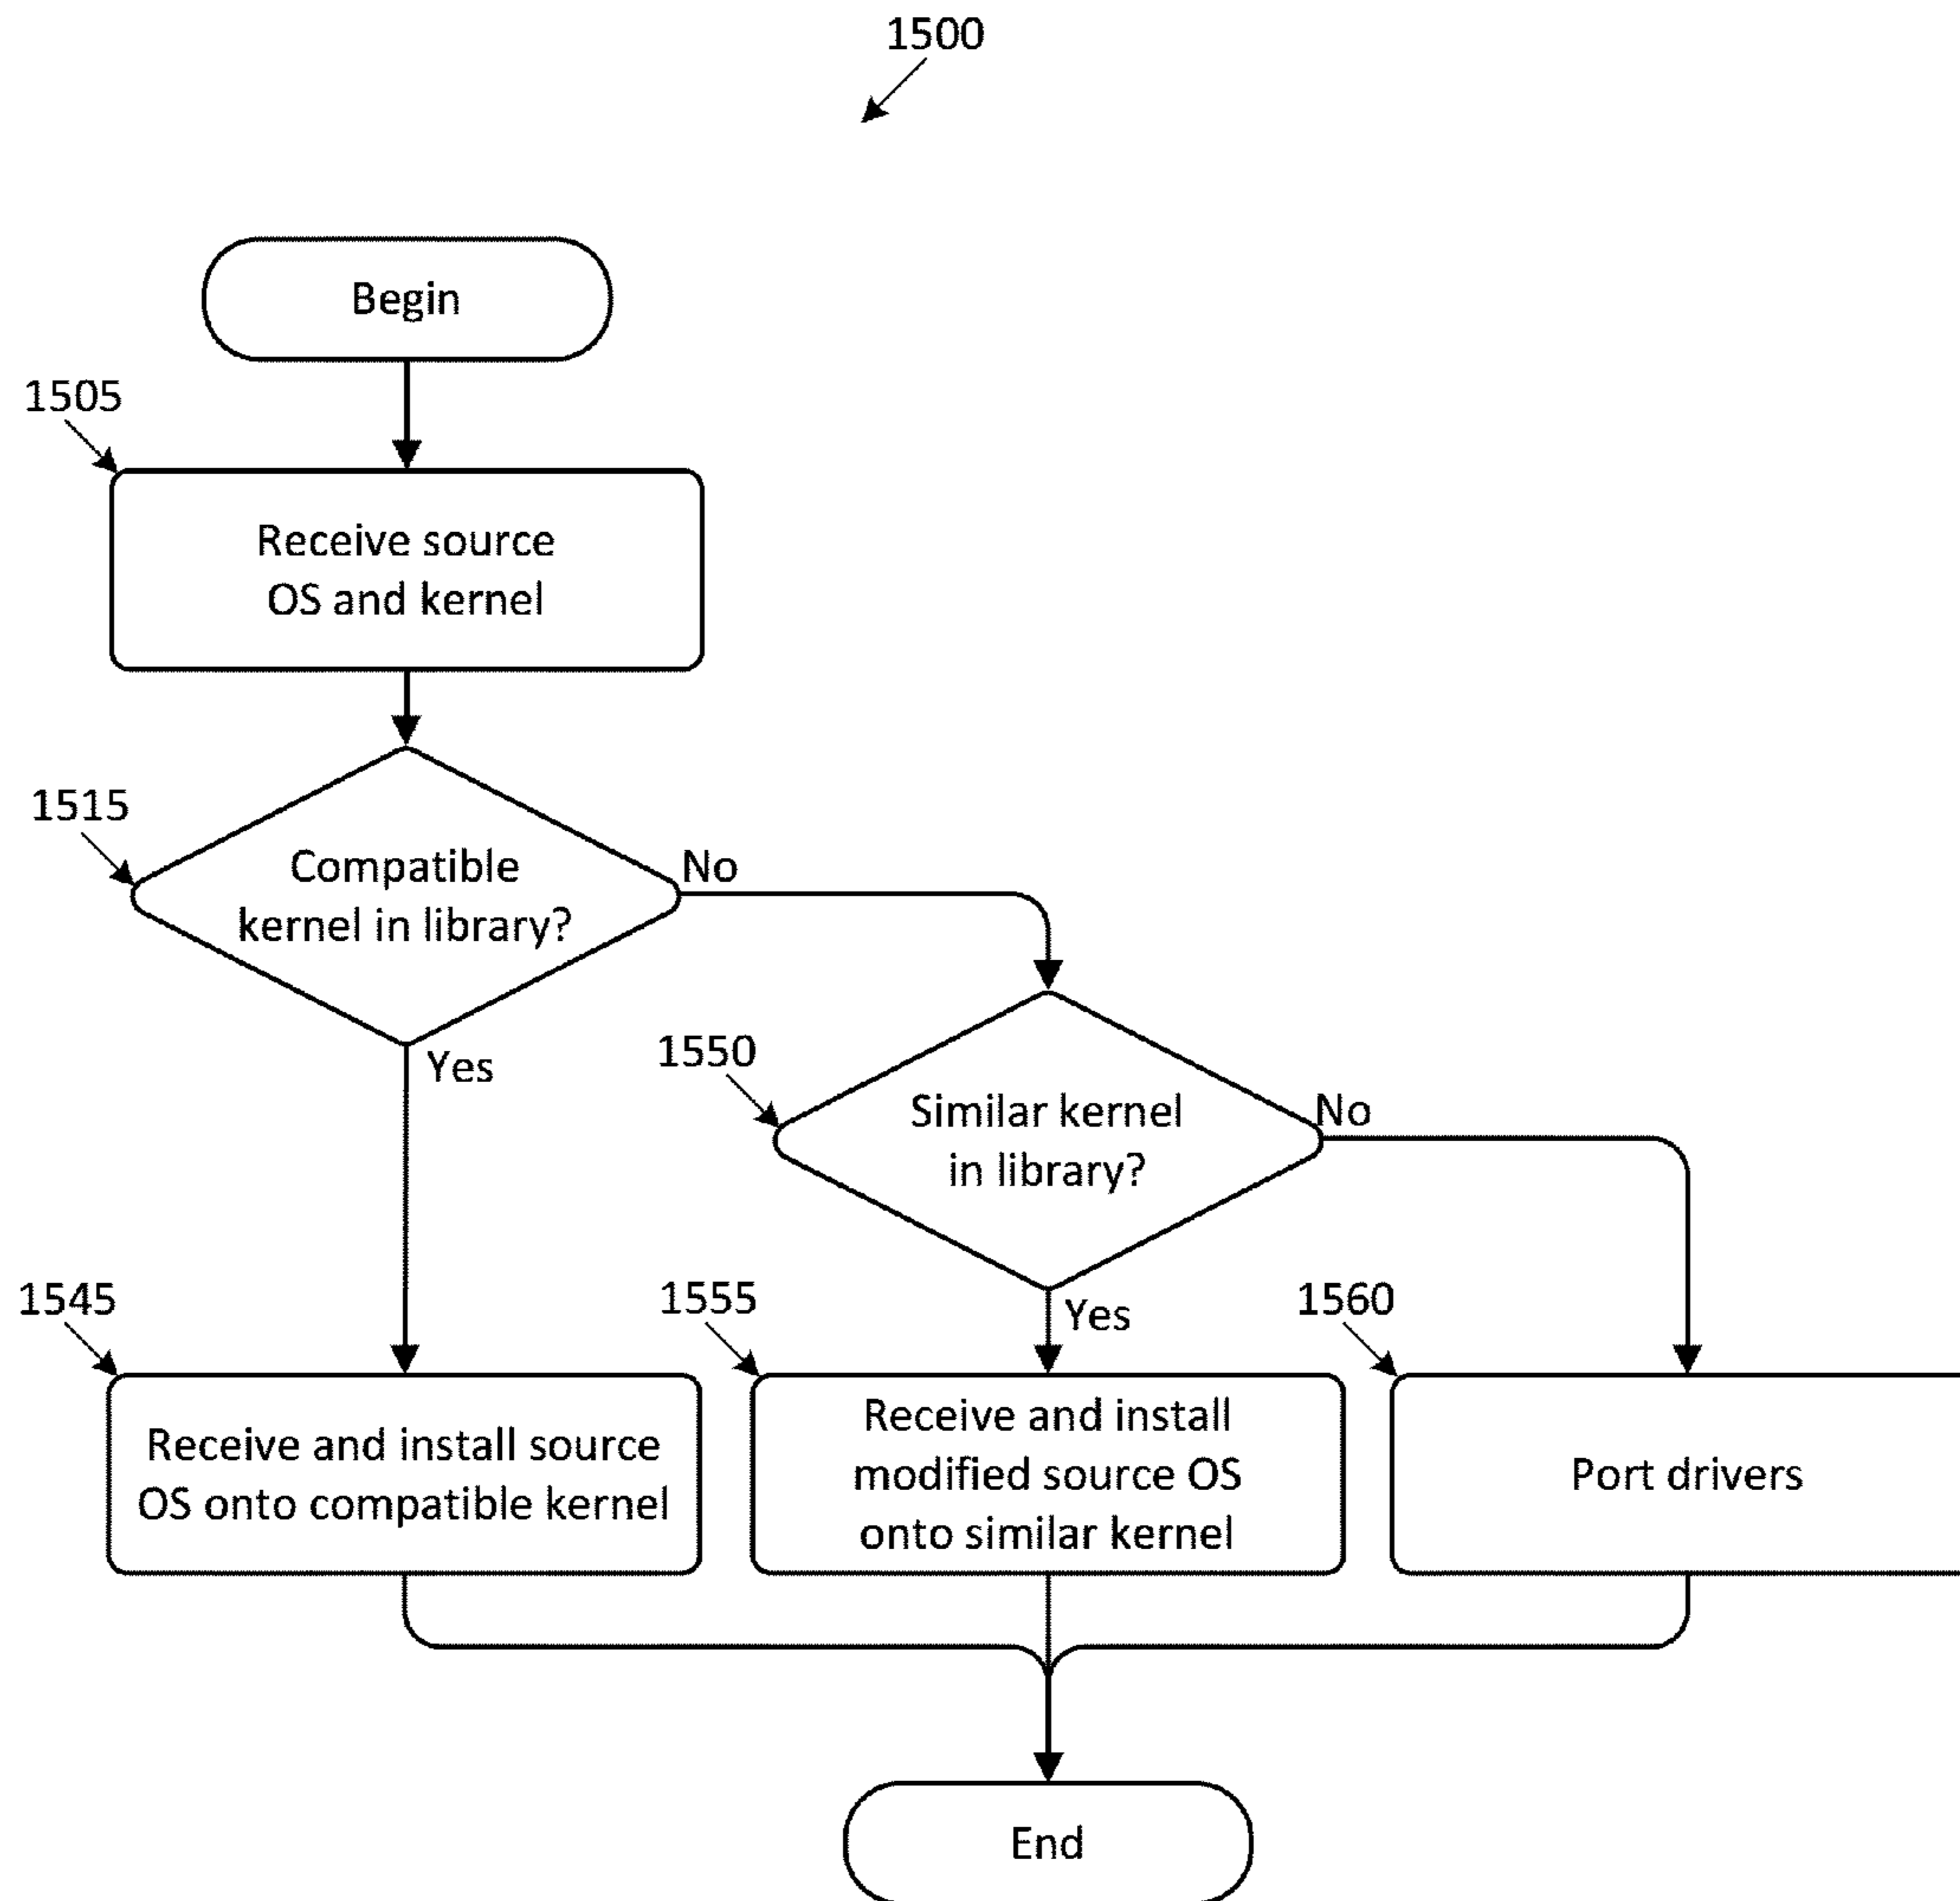 1500
Begin
1505
Receive source
OS and kernel
1515
Compatible
kernel in library?
No
Yes
1550
Similar kernel
in library?
No
Yes
1545
Receive and install source
OS onto compatible kernel
1555
Receive and install
modified source OS
onto similar kernel
1560
Port drivers
End